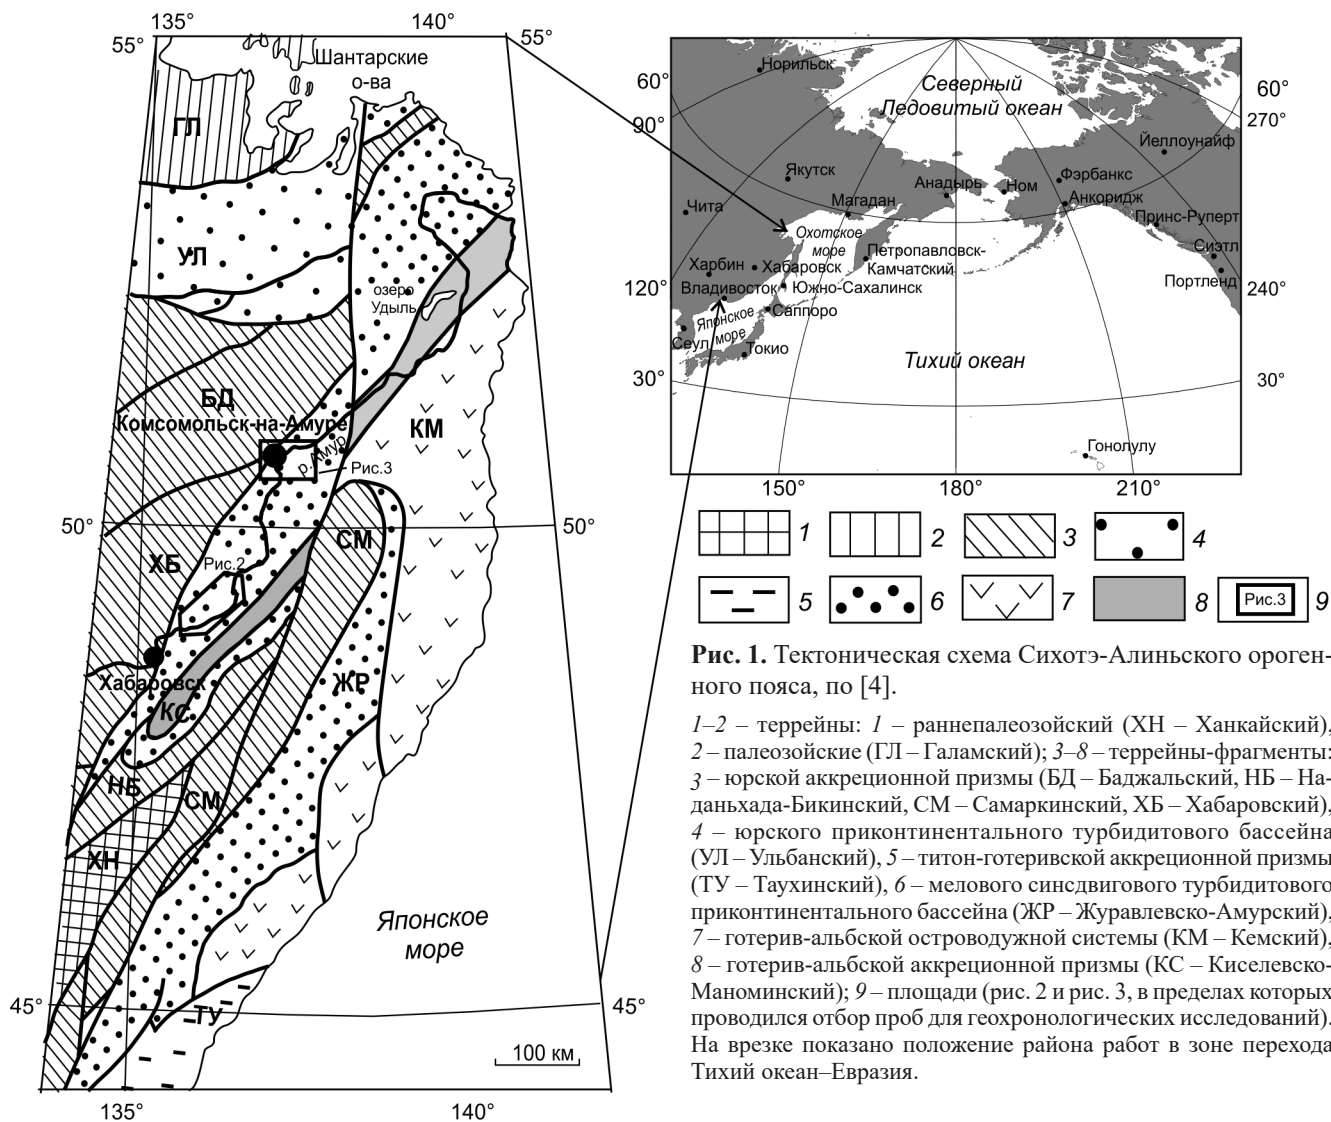 135°
140°
55°
55°
Шантарские
о-ва
ГЛ
УЛ
озеро
Удыль
БД
Комсомольск-на-Амуре
КМ
р.Амур
Рис.3
50°
50°
СМ
ХБ
Рис.2
Хабаровск
КС
ЖР
НБ
СМ
ХН
Японское
море
45°
45°
ТУ
100 км
135°
140°
Норильск
Северный
Ледовитый океан
60°
60°
90°
270°
Йеллоунайф
Якутск
Анадырь
Ном
Фэрбанкс
Чита
Магадан
Анкоридж
Принс-Руперт
Охотское
море
Сиэтл
Петропавловск-
Камчатский
Харбин
Хабаровск
Портленд
120°
Владивосток
Южно-Сахалинск
240°
Японское
море
Саппоро
Сеул
Токио
Тихий океан
30°
30°
Гонолулу
150°
180°
210°
1
2
3
4
5
6
7
8
Рис.3
9
Рис. 1. Тектоническая схема Сихотэ-Алиньского ороген-
ного пояса, по [4].
1–2 – террейны: 1 – раннепалеозойский (ХН – Ханкайский),
2 – палеозойские (ГЛ – Галамский); 3–8 – террейны-фрагменты:
3 – юрской аккреционной призмы (БД – Баджальский, НБ – На-
даньхада-Бикинский, СМ – Самаркинский, ХБ – Хабаровский),
4 – юрского приконтинентального турбидитового бассейна
(УЛ – Ульбанский), 5 – титон-готеривской аккреционной призмы
(ТУ – Таухинский), 6 – мелового синсдвигового турбидитового
приконтинентального бассейна (ЖР – Журавлевско-Амурский),
7 – готерив-альбской островодужной системы (КМ – Кемский),
8 – готерив-альбской аккреционной призмы (КС – Киселевско-
Маноминский); 9 – площади (рис. 2 и рис. 3, в пределах которых
проводился отбор проб для геохронологических исследований).
На врезке показано положение района работ в зоне перехода
Тихий океан–Евразия.